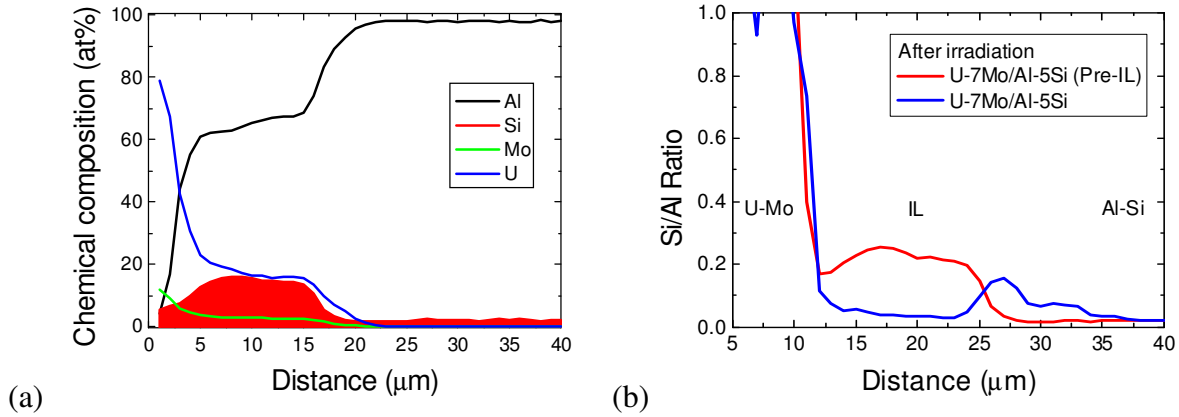 100
80
60
40
20
0
Chemical composition (at%)
Al
Si
Mo
U
0 5 10 15 20 25 30 35 40
Distance (μm)
(a)
1.0
0.8
0.6
0.4
0.2
0.0
Si/Al Ratio
After irradiation
U-7Mo/Al-5Si (Pre-IL)
U-7Mo/Al-5Si
U-Mo IL Al-Si
5 10 15 20 25 30 35 40
Distance (μm)
(b)